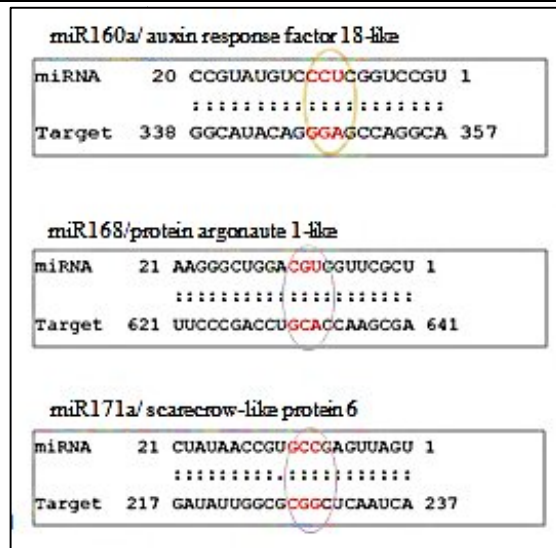 miR160a/ auxin response factor 18-like
miRNA 20 CCGUAUGUCCCUCGGUCCGU 1
::::::::::::::::::::
Target 338 GGCAUACAGGGAGCCAGGCA 357
miR168/protein argonaute 1-like
miRNA 21 AAGGGCUGGACGUGGUUCGCU 1
:::::::::::::::::::::
Target 621 UUCCCGACCUGCACCAAGCGA 641
miR171a/ scarecrow-like protein 6
miRNA 21 CUAUAACCGUGCCGAGUUAGU 1
:::::::::.:::::::::::
Target 217 GAUAUUGGCGCGGCUCAAUCA 237